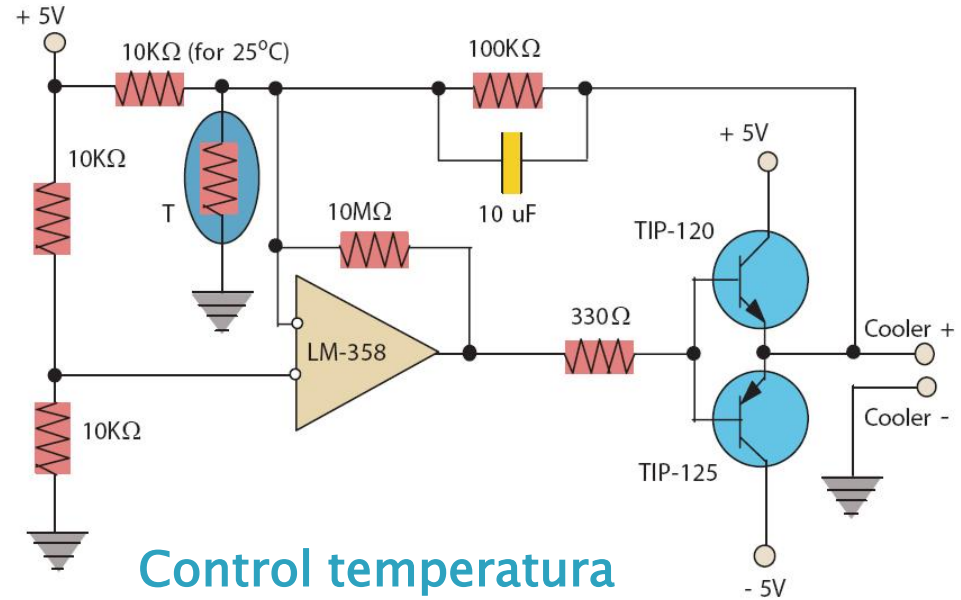 + 5V
10KΩ (for 25°C)
100KΩ
10KΩ
T
10 uF
+ 5V
10MΩ
TIP-120
LM-358
330Ω
Cooler +
Cooler -
10KΩ
TIP-125
Control temperatura
- 5V